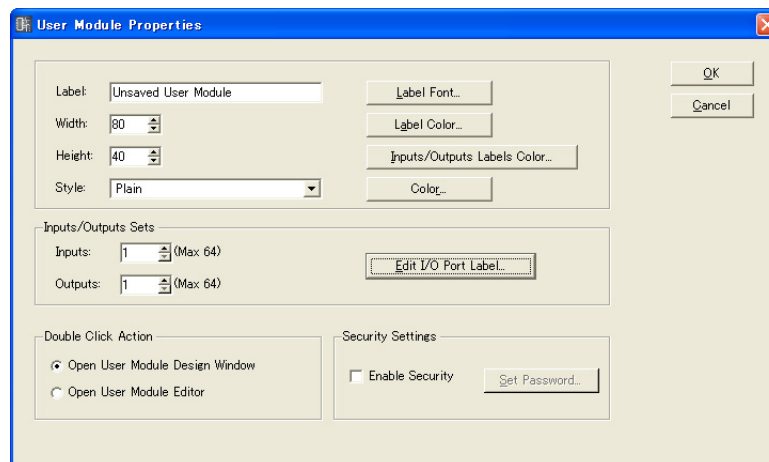 User Module Properties
Label: Unsaved User Module Label Font...
Width: 80 Label Color...
Height: 40 Inputs/Outputs Labels Color...
Style: Plain Color...
OK
Cancel
Inputs/Outputs Sets
Inputs: 1 (Max 64)
Outputs: 1 (Max 64)
Edit I/O Port Label...
Double Click Action
Open User Module Design Window
Open User Module Editor
Security Settings
Enable Security Set Password...